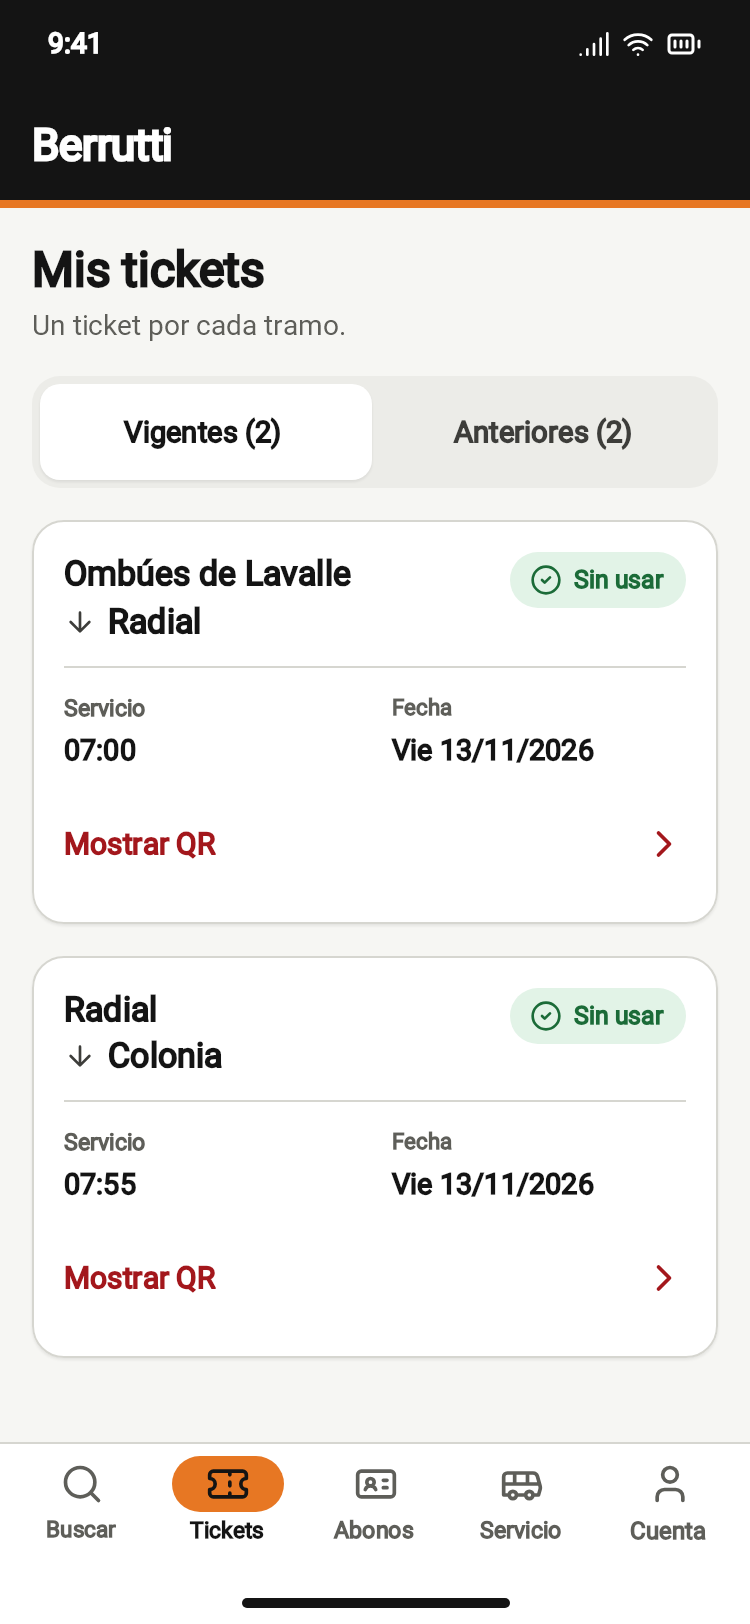 9:41
Berrutti
Mis tickets
Un ticket por cada tramo.
Vigentes (2)
Anteriores (2)
Ombúes de Lavalle
Radial
Sin usar
Servicio
Fecha
07:00
Vie 13/11/2026
Mostrar QR
Radial
Colonia
Sin usar
Servicio
Fecha
07:55
Vie 13/11/2026
Mostrar QR
Buscar
Tickets
Abonos
Servicio
Cuenta